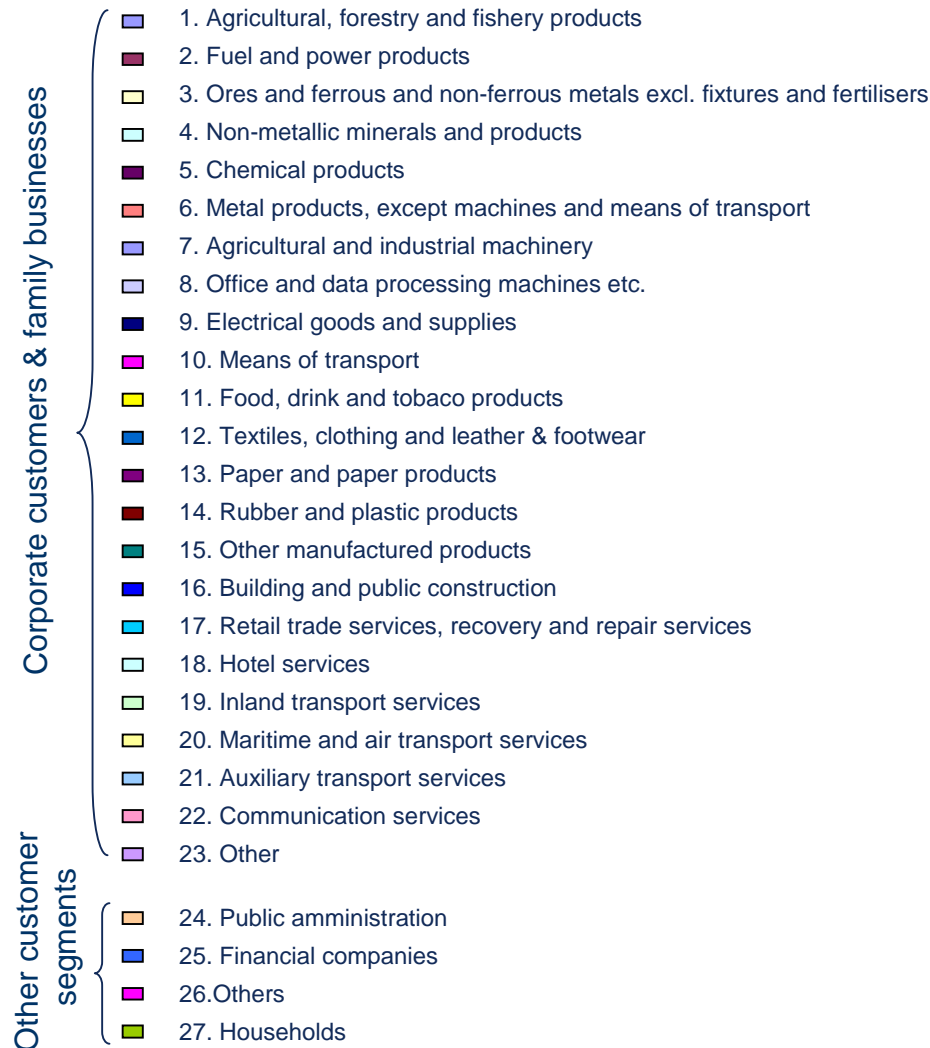 Corporate customers & family businesses
1. Agricultural, forestry and fishery products
2. Fuel and power products
3. Ores and ferrous and non-ferrous metals excl. fixtures and fertilisers
4. Non-metallic minerals and products
5. Chemical products
6. Metal products, except machines and means of transport
7. Agricultural and industrial machinery
8. Office and data processing machines etc.
9. Electrical goods and supplies
10. Means of transport
11. Food, drink and tobaco products
12. Textiles, clothing and leather & footwear
13. Paper and paper products
14. Rubber and plastic products
15. Other manufactured products
16. Building and public construction
17. Retail trade services, recovery and repair services
18. Hotel services
19. Inland transport services
20. Maritime and air transport services
21. Auxiliary transport services
22. Communication services
23. Other
Other customer
segments
24. Public amministration
25. Financial companies
26.Others
27. Households